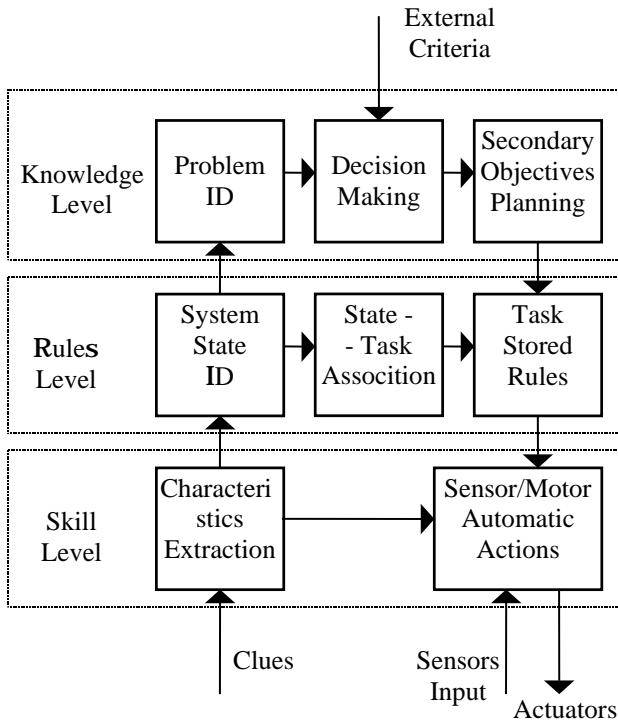 External
Criteria
Knowledge
Level
Problem
ID
Decision
Making
Secondary
Objectives
Planning
Rules
Level
System
State
ID
State -
- Task
Assocition
Task
Stored
Rules
Skill
Level
Characteri
stics
Extraction
Sensor/Motor
Automatic
Actions
Clues
Sensors
Input
Actuators